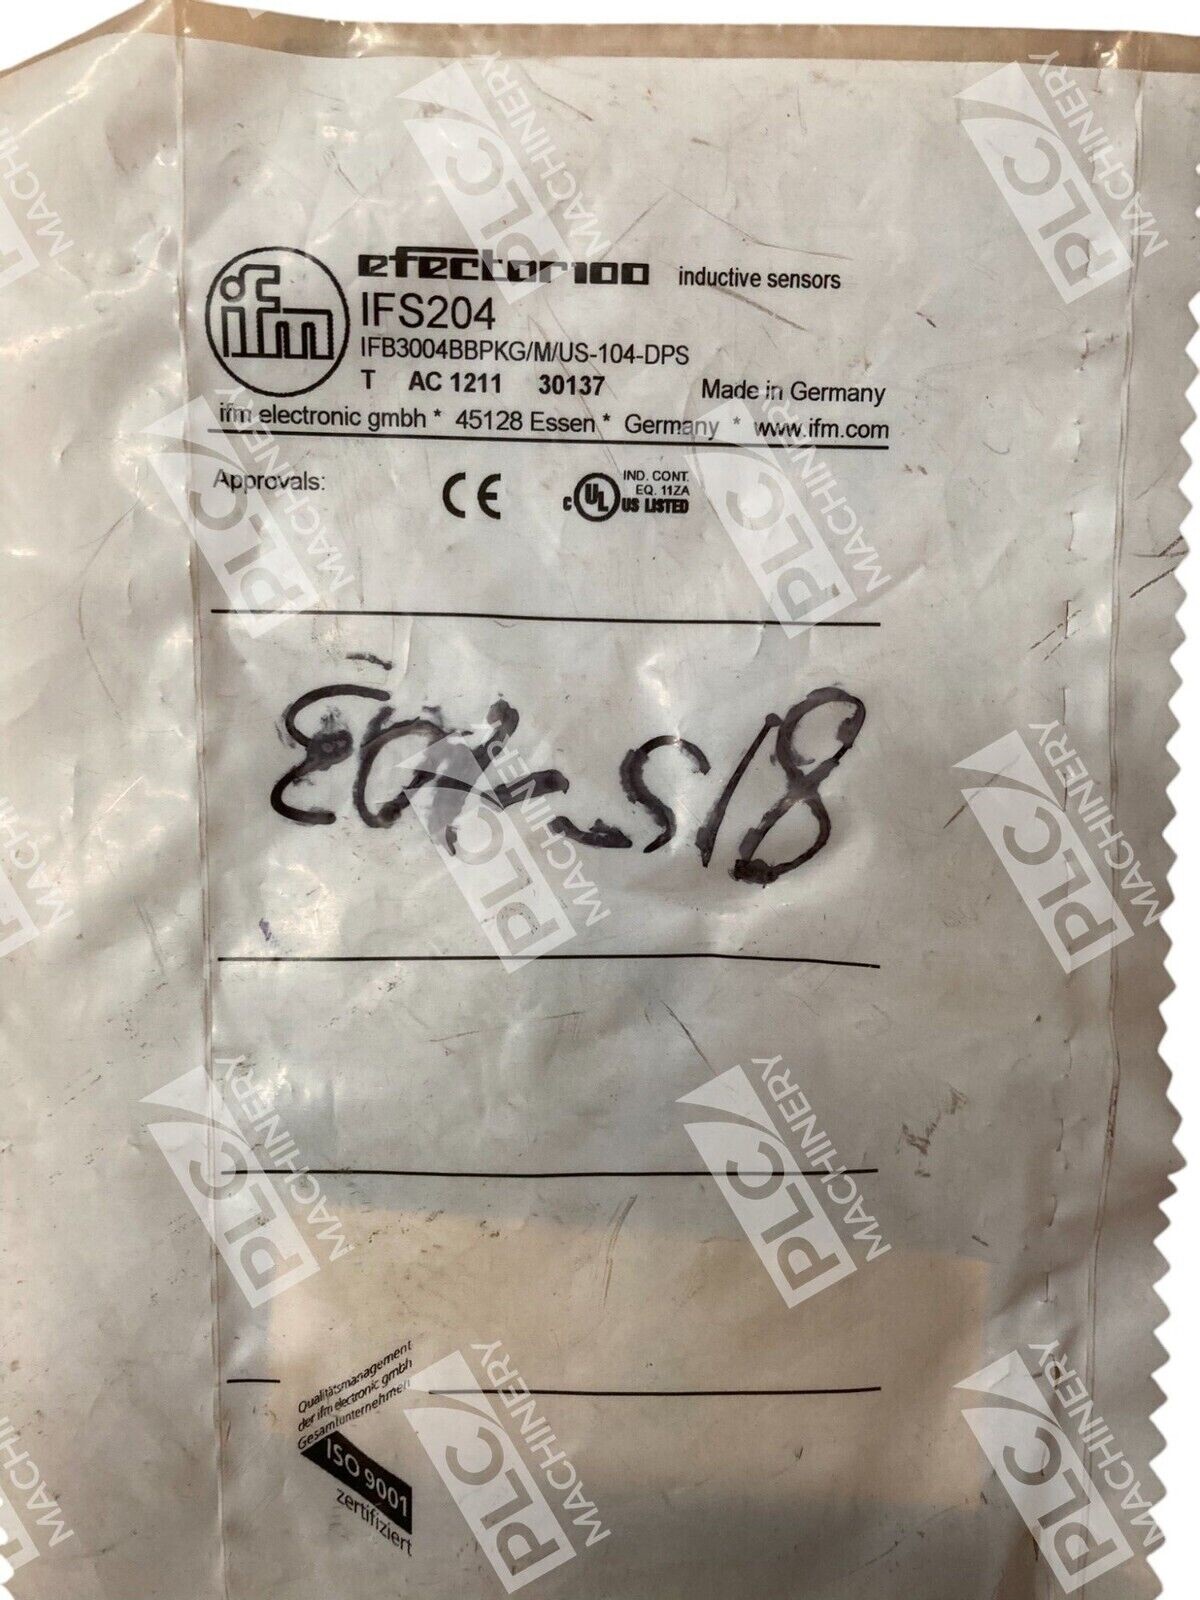 ifm
efector100 inductive sensors
IFS204
IFB3004BBPKG/M/US-104-DPS
T AC 1211 30137 Made in Germany
ifm electronic gmbh * 45128 Essen * Germany * www.ifm.com
Approvals: CE c UL US LISTED
IND. CONT.
EQ. 11ZA
Qualitätsmanagement
der ifm electronic gmbh
Gesamtunternehmen
ISO 9001
zertifiziert
PLC MACHINERY